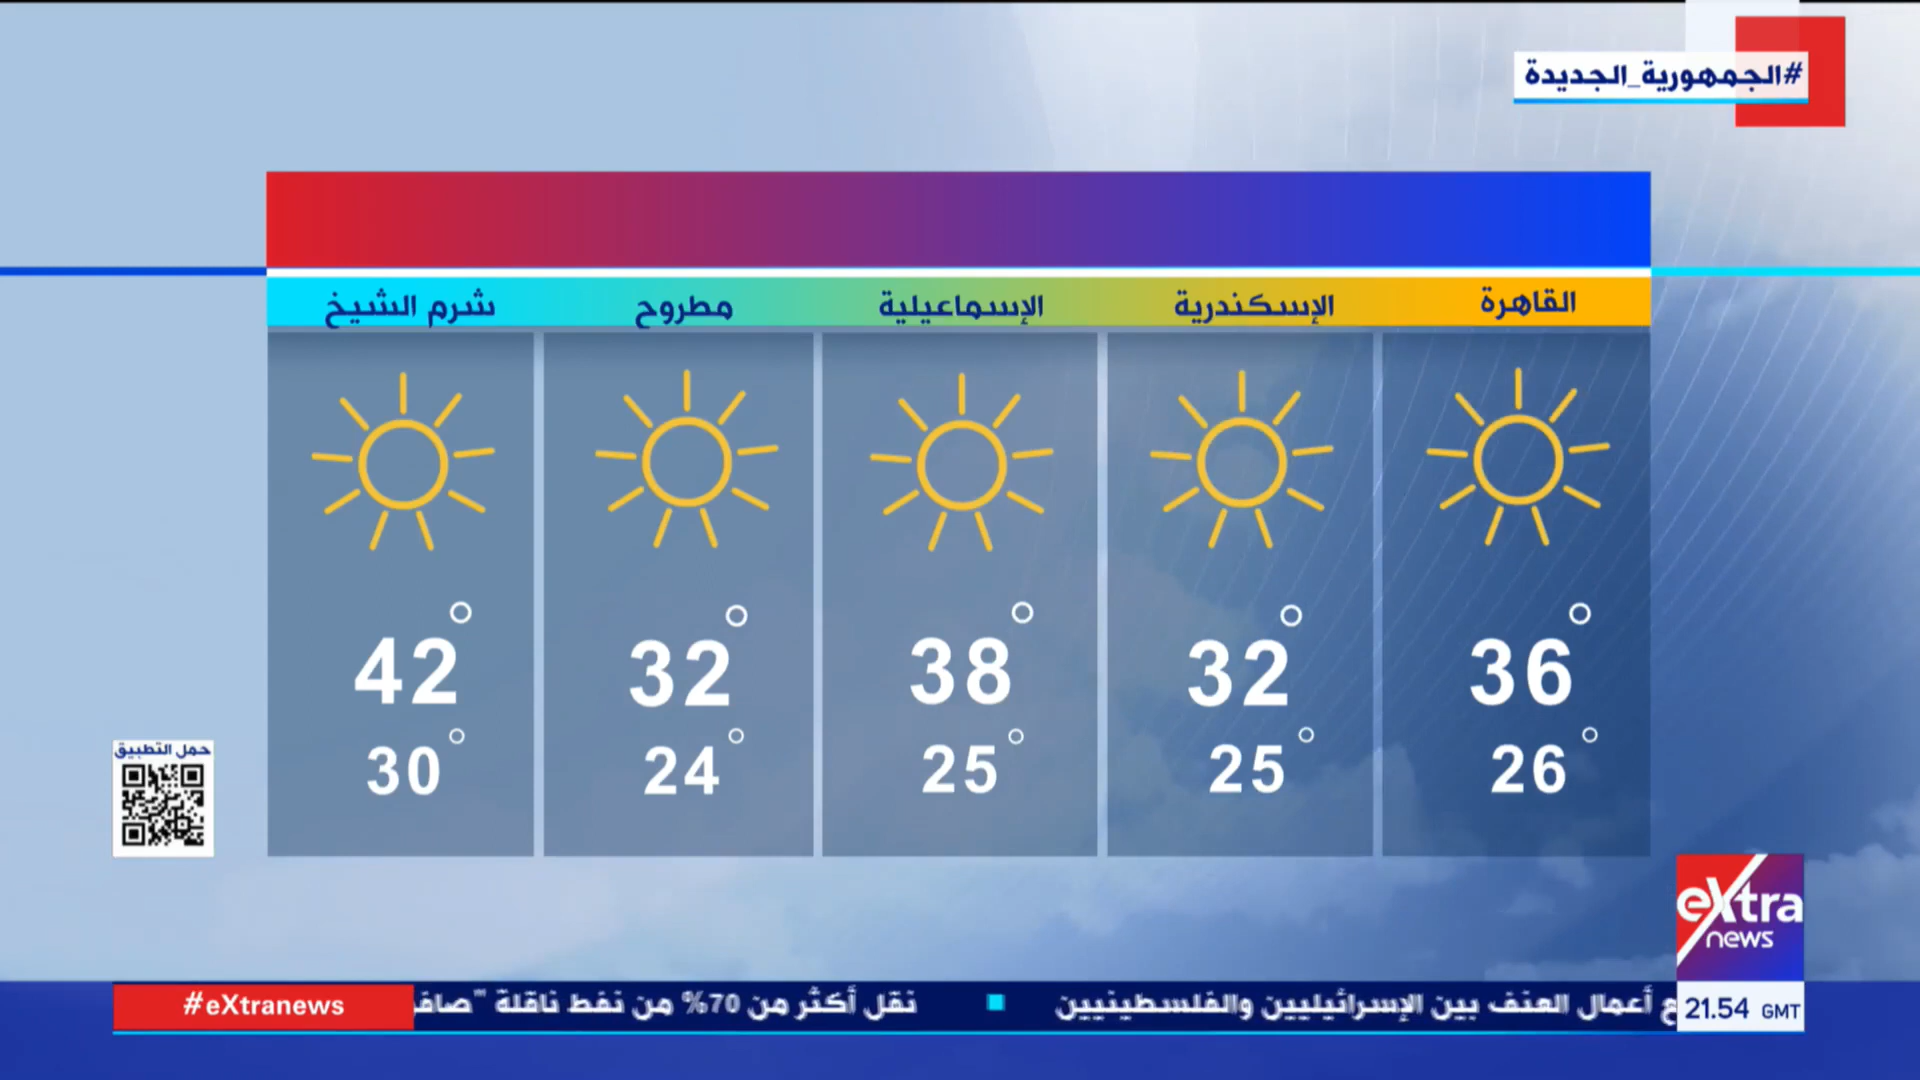 #الجمهورية_الجديدة
القاهرة
الإسكندرية
الإسماعيلية
مطروح
شرم الشيخ
36°
32°
38°
32°
42°
26°
25°
25°
24°
30°
حمل التطبيق
eXtra
news
أعمال العنف بين الإسرائيليين والفلسطينيين ■ نقل أكثر من 70% من نفط ناقلة
#eXtranews
21.54 GMT